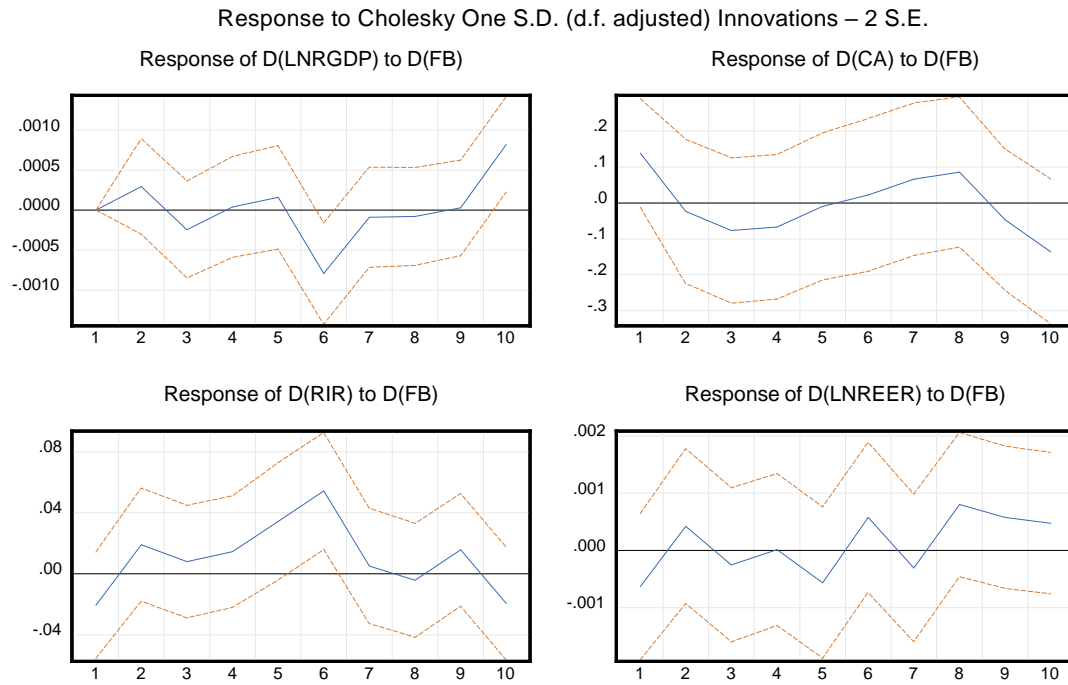 Response to Cholesky One S.D. (d.f. adjusted) Innovations – 2 S.E.
Response of D(LNRGDP) to D(FB)
.0010
.0005
.0000
-.0005
-.0010
1 2 3 4 5 6 7 8 9 10
Response of D(CA) to D(FB)
.2
.1
.0
-.1
-.2
-.3
1 2 3 4 5 6 7 8 9 10
Response of D(RIR) to D(FB)
.08
.04
.00
-.04
1 2 3 4 5 6 7 8 9 10
Response of D(LNREER) to D(FB)
.002
.001
.000
-.001
1 2 3 4 5 6 7 8 9 10